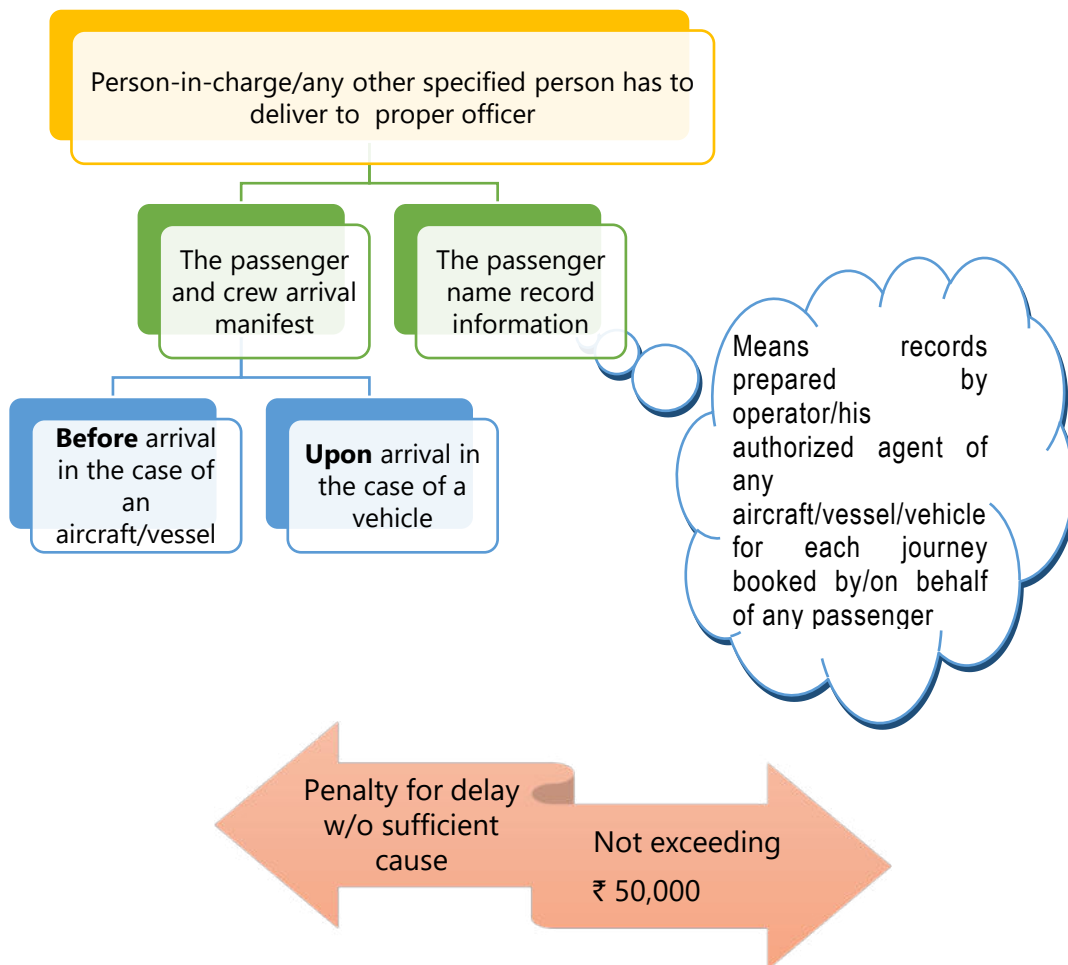 Person-in-charge/any other specified person has to
deliver to proper officer
The passenger
and crew arrival
manifest
The passenger
name record
information
Before arrival
in the case of
an
aircraft/vessel
Upon arrival in
the case of a
vehicle
Means records
prepared by
operator/his
authorized agent of
any
aircraft/vessel/vehicle
for each journey
booked by/on behalf
of any passenger
Penalty for delay
w/o sufficient
cause
Not exceeding
₹ 50,000